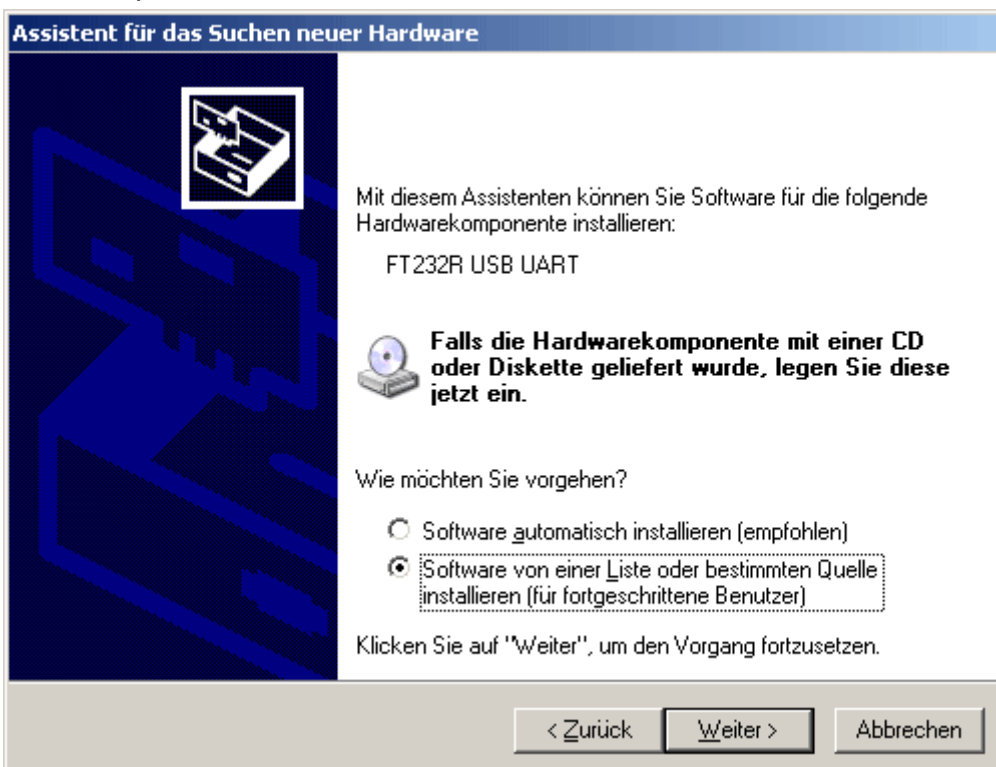 Assistent für das Suchen neuer Hardware
Mit diesem Assistenten können Sie Software für die folgende
Hardwarekomponente installieren:
FT232R USB UART
Falls die Hardwarekomponente mit einer CD
oder Diskette geliefert wurde, legen Sie diese
jetzt ein.
Wie möchten Sie vorgehen?
Software automatisch installieren (empfohlen)
Software von einer Liste oder bestimmten Quelle
installieren (für fortgeschrittene Benutzer)
Klicken Sie auf "Weiter", um den Vorgang fortzusetzen.
< Zurück Weiter > Abbrechen